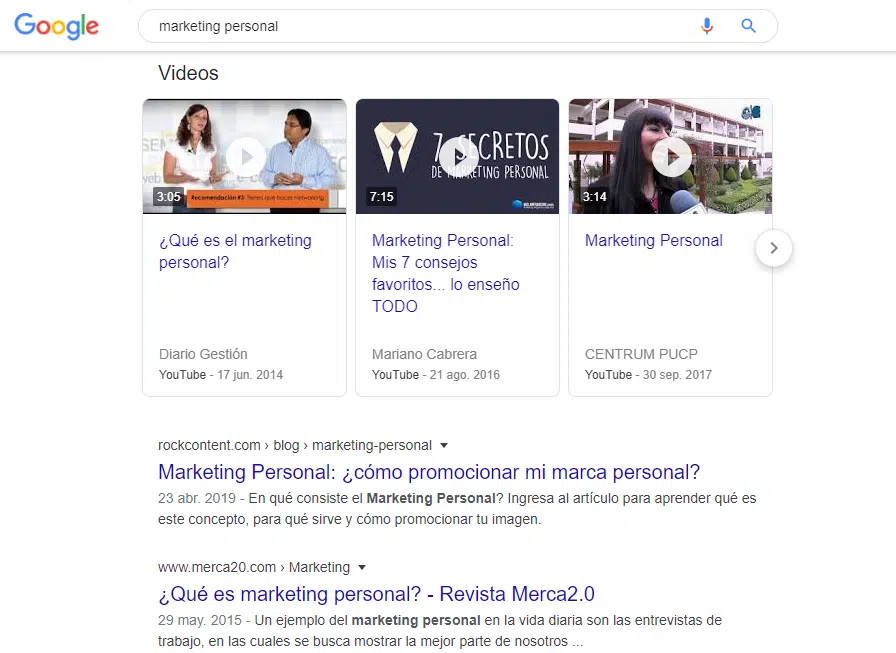 Google
marketing personal
Videos
3:05
Recomendación #3: Tienes que hacer networking
7 SECRETOS
DE MARKETING PERSONAL
7:15
3:14
¿Qué es el marketing
personal?
Diario Gestión
YouTube - 17 jun. 2014
Marketing Personal:
Mis 7 consejos
favoritos... lo enseño
TODO
Mariano Cabrera
YouTube - 21 ago. 2016
Marketing Personal
CENTRUM PUCP
YouTube - 30 sep. 2017
rockcontent.com › blog › marketing-personal
Marketing Personal: ¿cómo promocionar mi marca personal?
23 abr. 2019 - En qué consiste el Marketing Personal? Ingresa al artículo para aprender qué es
este concepto, para qué sirve y cómo promocionar tu imagen.
www.merca20.com › Marketing
¿Qué es marketing personal? - Revista Merca2.0
29 may. 2015 - Un ejemplo del marketing personal en la vida diaria son las entrevistas de
trabajo, en las cuales se busca mostrar la mejor parte de nosotros ...